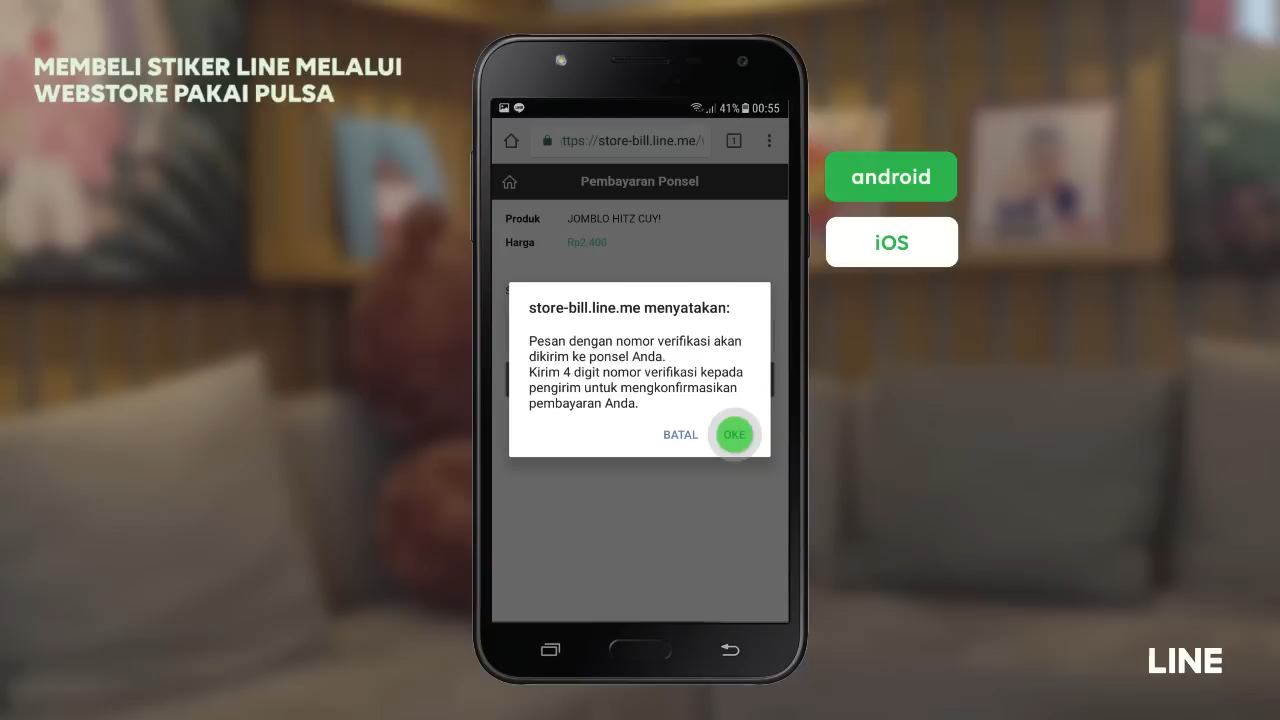 MEMBELI STIKER LINE MELALUI
WEBSTORE PAKAI PULSA
41% 00:55
ttps://store-bill.line.me/
1
Pembayaran Ponsel
Produk JOMBLO HITZ CUY!
Harga Rp2.400
store-bill.line.me menyatakan:
Pesan dengan nomor verifikasi akan
dikirim ke ponsel Anda.
Kirim 4 digit nomor verifikasi kepada
pengirim untuk mengkonfirmasikan
pembayaran Anda.
BATAL OKE
android
iOS
LINE